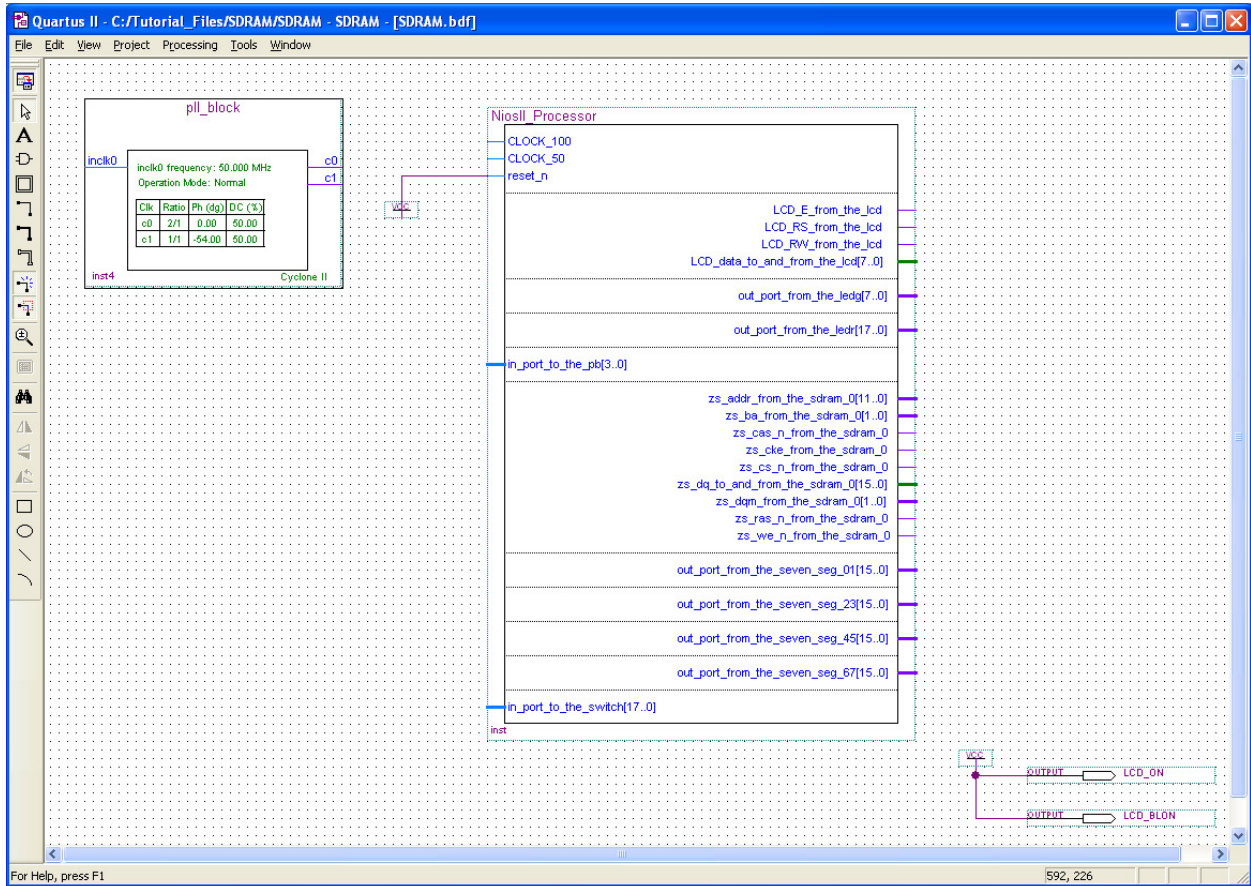 Quartus II - C:/Tutorial_Files/SDRAM/SDRAM - SDRAM - [SDRAM.bdf]
File Edit View Project Processing Tools Window
pll_block
inclk0
c0
c1
inclk0 frequency: 50.000 MHz
Operation Mode: Normal
Clk Ratio Ph (dg) DC (%)
c0 2/1 0.00 50.00
c1 1/1 -54.00 50.00
inst4
Cyclone II
VCC
NiosII_Processor
CLOCK_100
CLOCK_50
reset_n
LCD_E_from_the_lcd
LCD_RS_from_the_lcd
LCD_RW_from_the_lcd
LCD_data_to_and_from_the_lcd[7..0]
out_port_from_the_ledg[7..0]
out_port_from_the_ledr[17..0]
in_port_to_the_pb[3..0]
zs_addr_from_the_sdram_0[11..0]
zs_ba_from_the_sdram_0[1..0]
zs_cas_n_from_the_sdram_0
zs_cke_from_the_sdram_0
zs_cs_n_from_the_sdram_0
zs_dq_to_and_from_the_sdram_0[15..0]
zs_dqm_from_the_sdram_0[1..0]
zs_ras_n_from_the_sdram_0
zs_we_n_from_the_sdram_0
out_port_from_the_seven_seg_01[15..0]
out_port_from_the_seven_seg_23[15..0]
out_port_from_the_seven_seg_45[15..0]
out_port_from_the_seven_seg_67[15..0]
in_port_to_the_switch[17..0]
inst
VCC
OUTPUT LCD_ON
OUTPUT LCD_BLON
For Help, press F1
592, 226